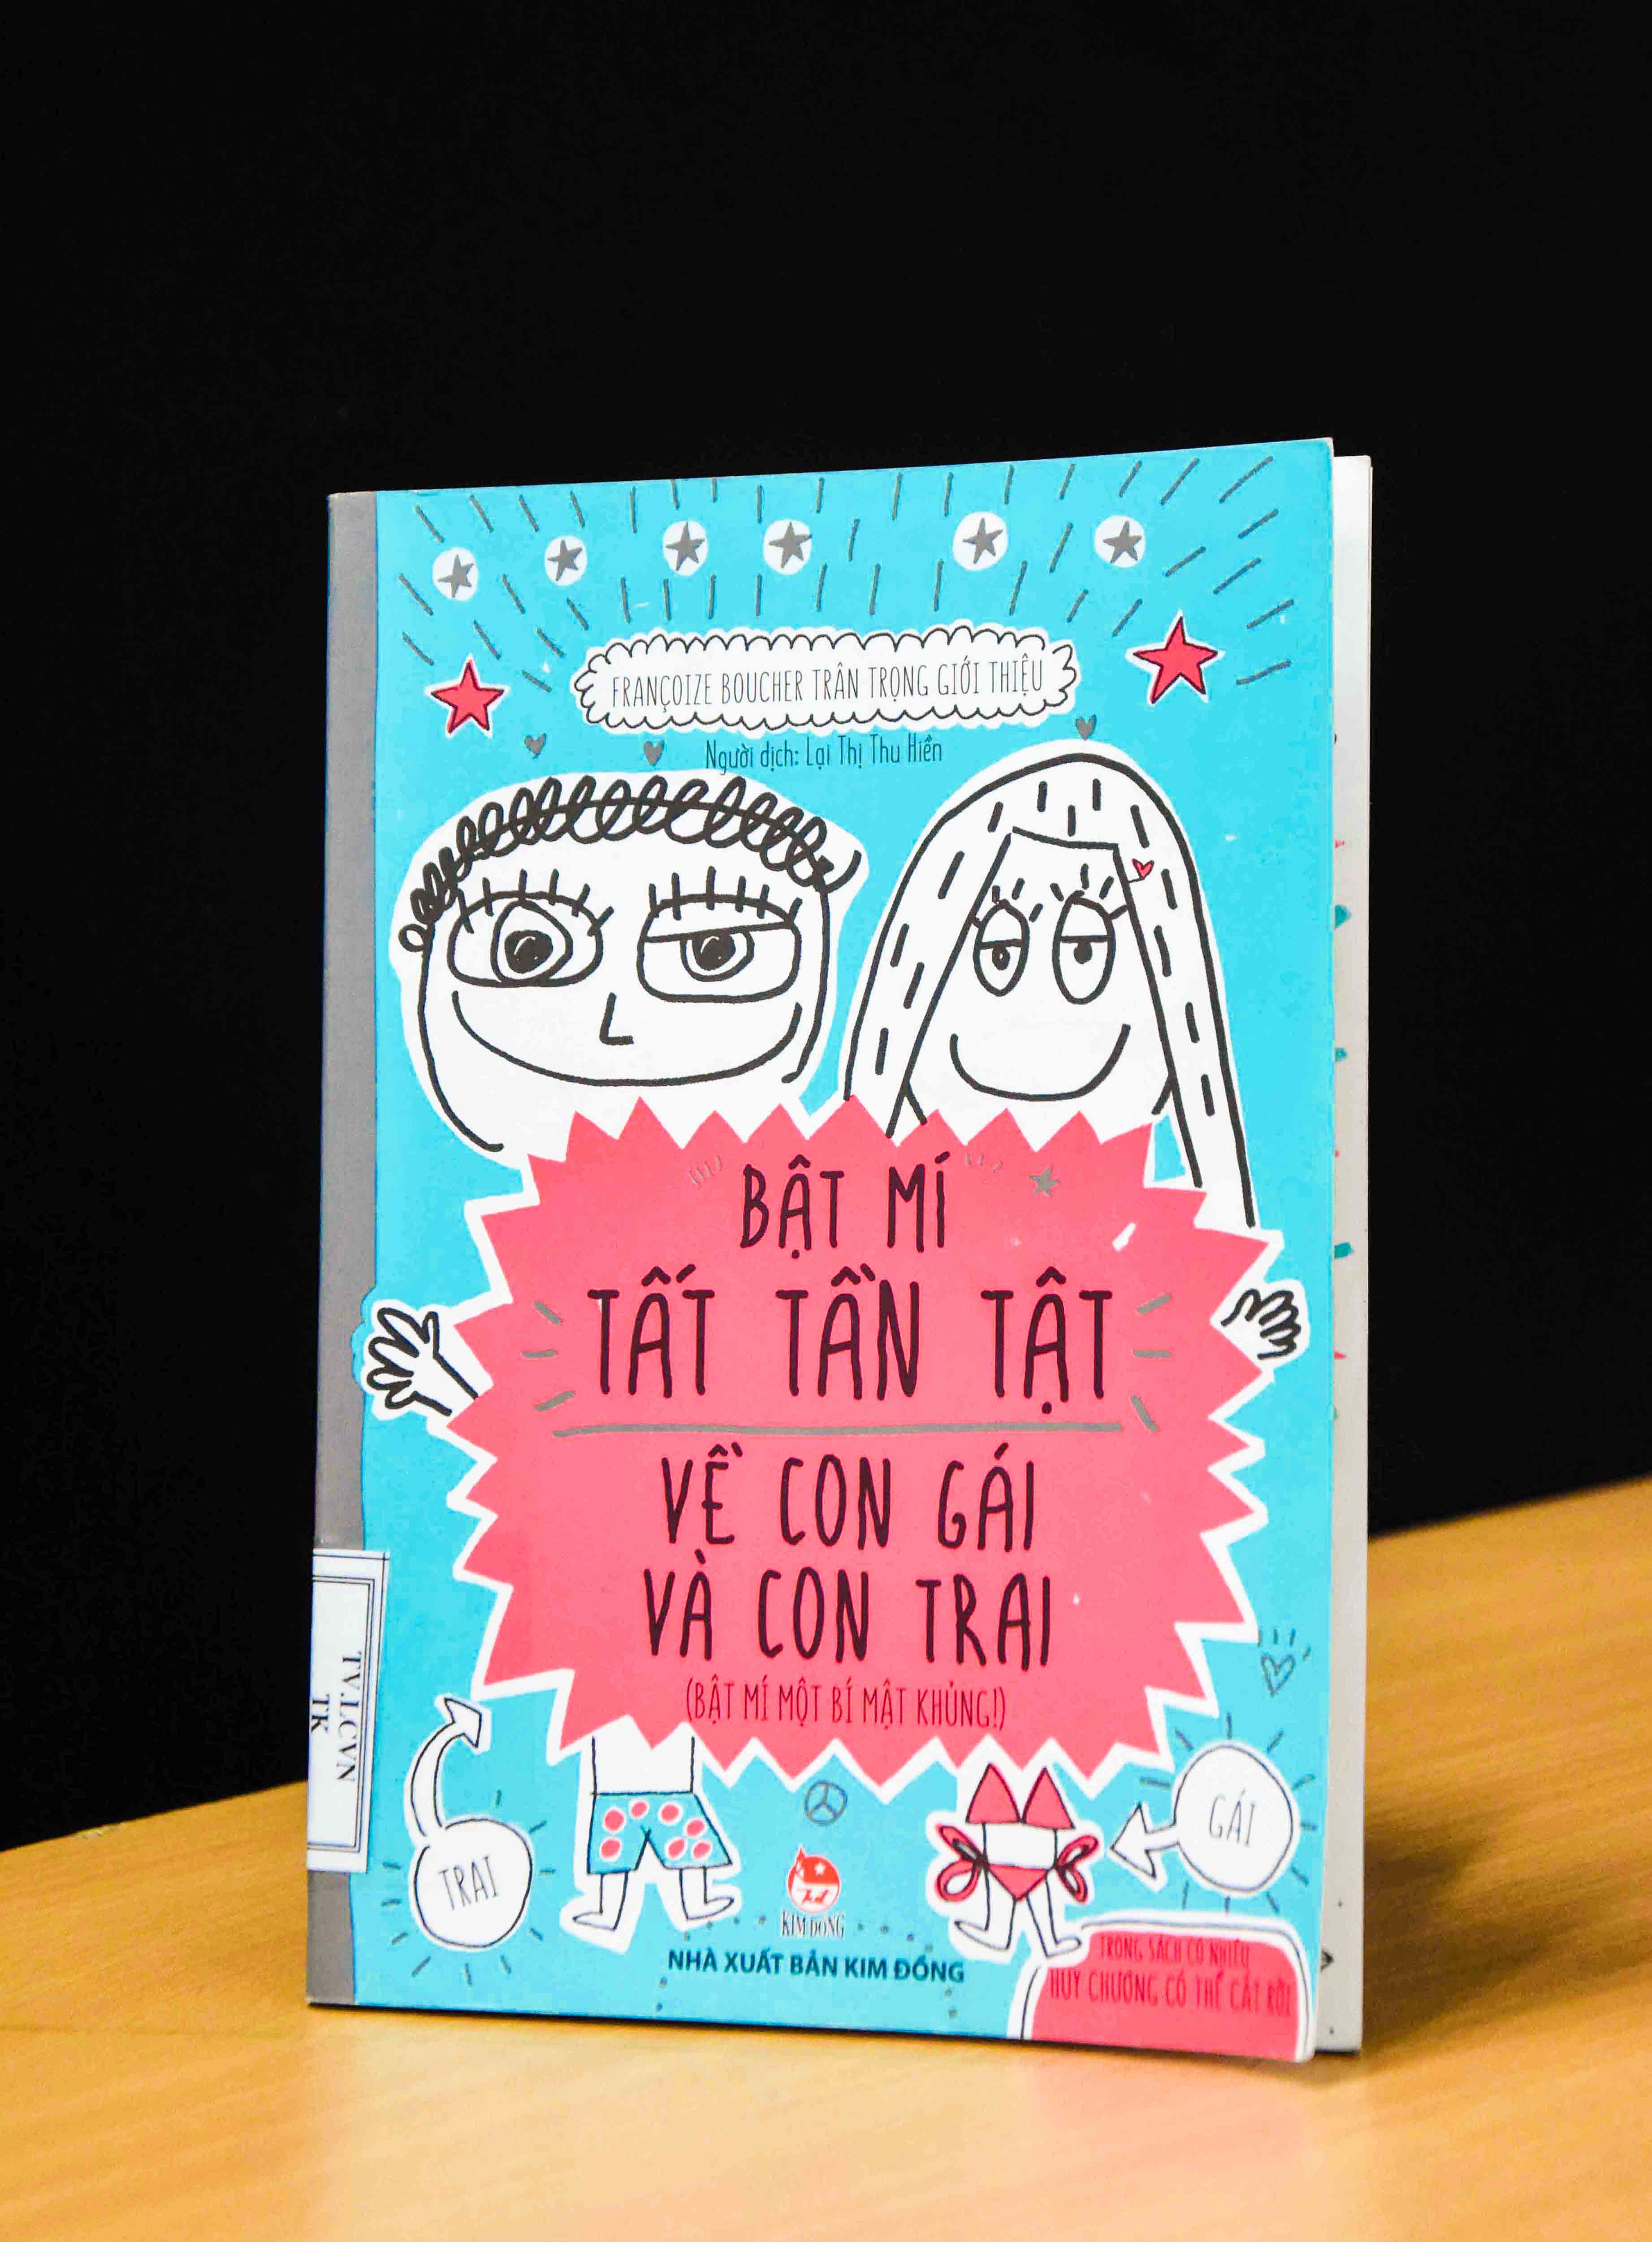 FRANÇOIZE BOUCHER TRÂN TRỌNG GIỚI THIỆU
Người dịch: Lại Thị Thu Hiền
BẬT MÍ
TẤT TẦN TẬT
VỀ CON GÁI
VÀ CON TRAI
(BẬT MÍ MỘT BÍ MẬT KHỦNG!)
TRAI
GÁI
KIM ĐỒNG
NHÀ XUẤT BẢN KIM ĐỒNG
TRONG SÁCH CÓ NHIỀU
HUY CHƯƠNG CÓ THỂ CẮT RỜI
TV.LCVN
TK